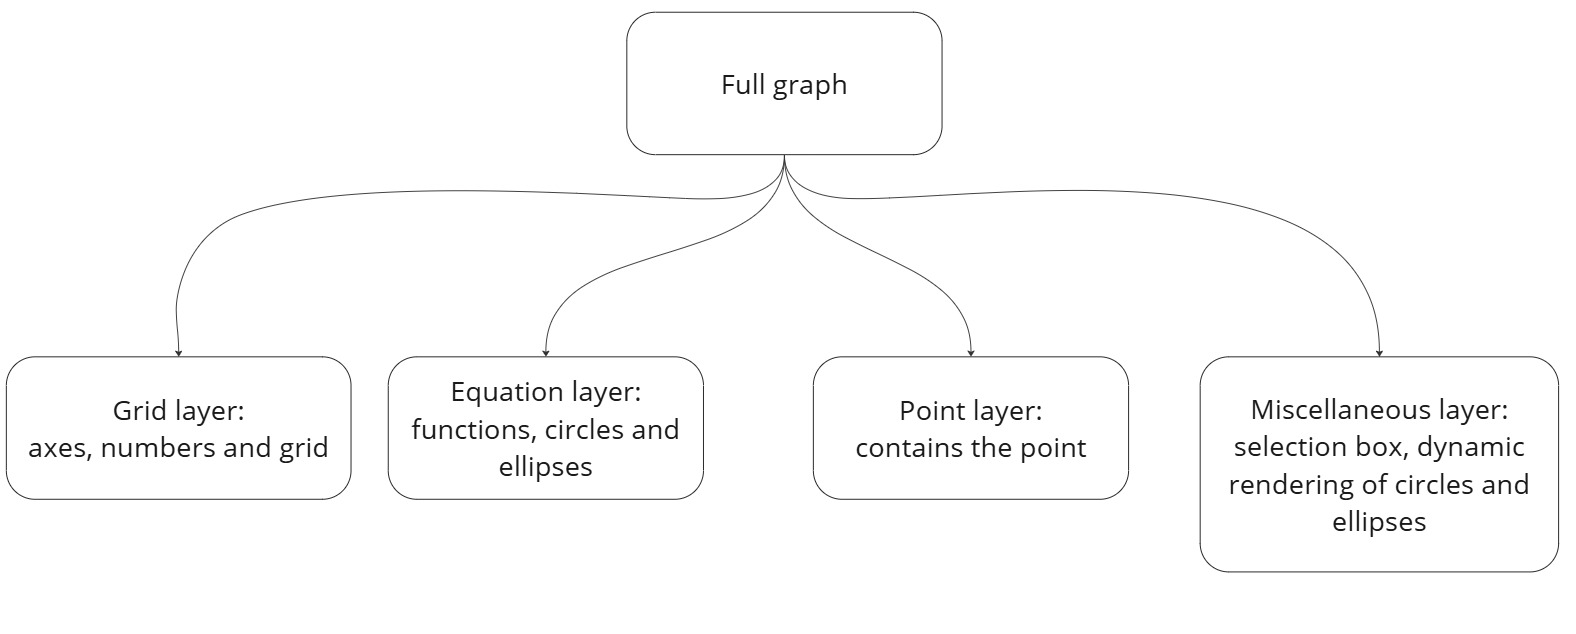 Full graph
Grid layer:
axes, numbers and grid
Equation layer:
functions, circles and
ellipses
Point layer:
contains the point
Miscellaneous layer:
selection box, dynamic
rendering of circles and
ellipses